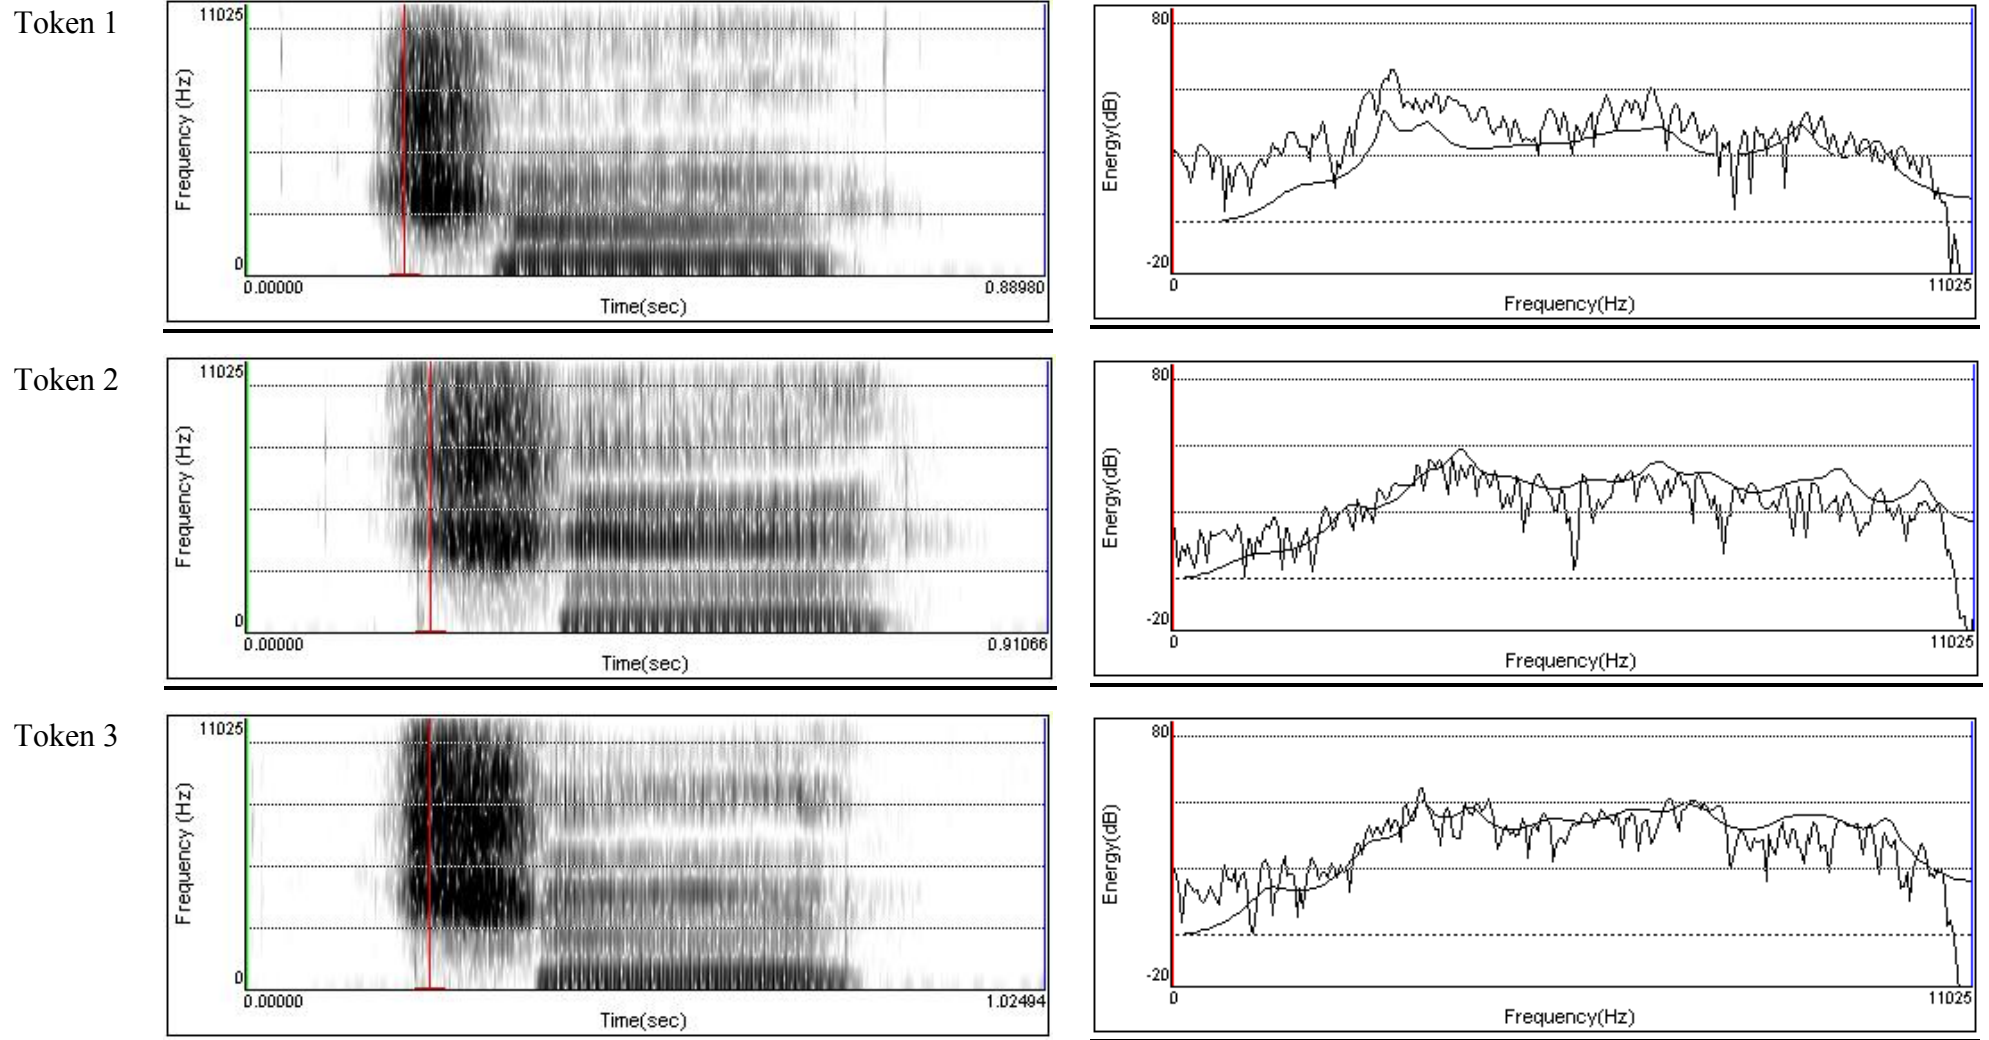 Token 1
11025
Frequency (Hz)
0
0.00000
0.88980
Time(sec)
80
Energy(dB)
-20
0
11025
Frequency(Hz)
Token 2
11025
Frequency (Hz)
0
0.00000
0.91066
Time(sec)
80
Energy(dB)
-20
0
11025
Frequency(Hz)
Token 3
11025
Frequency (Hz)
0
0.00000
1.02494
Time(sec)
80
Energy(dB)
-20
0
11025
Frequency(Hz)